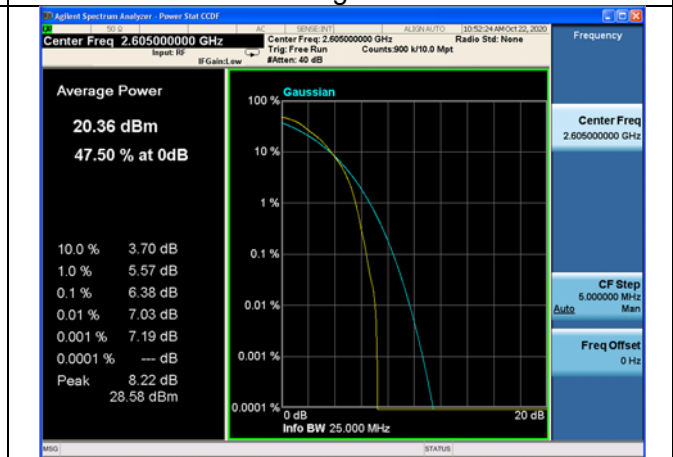 Agilent Spectrum Analyzer - Power Stat CCDF
50 Ω AC SENSE:INT ALIGN AUTO 10:52:24 AM Oct 22, 2020
Center Freq 2.605000000 GHz
Input: RF
IFGain:Low
Center Freq: 2.605000000 GHz
Radio Std: None
Trig: Free Run
Counts:900 k/10.0 Mpt
#Atten: 40 dB
Frequency
Average Power
20.36 dBm
47.50 % at 0dB
10.0 % 3.70 dB
1.0 % 5.57 dB
0.1 % 6.38 dB
0.01 % 7.03 dB
0.001 % 7.19 dB
0.0001 % --- dB
Peak 8.22 dB
28.58 dBm
Gaussian
100 %
10 %
1 %
0.1 %
0.01 %
0.001 %
0.0001 %
0 dB
20 dB
Info BW 25.000 MHz
Center Freq
2.605000000 GHz
CF Step
5.000000 MHz
Auto Man
Freq Offset
0 Hz
MSG
STATUS